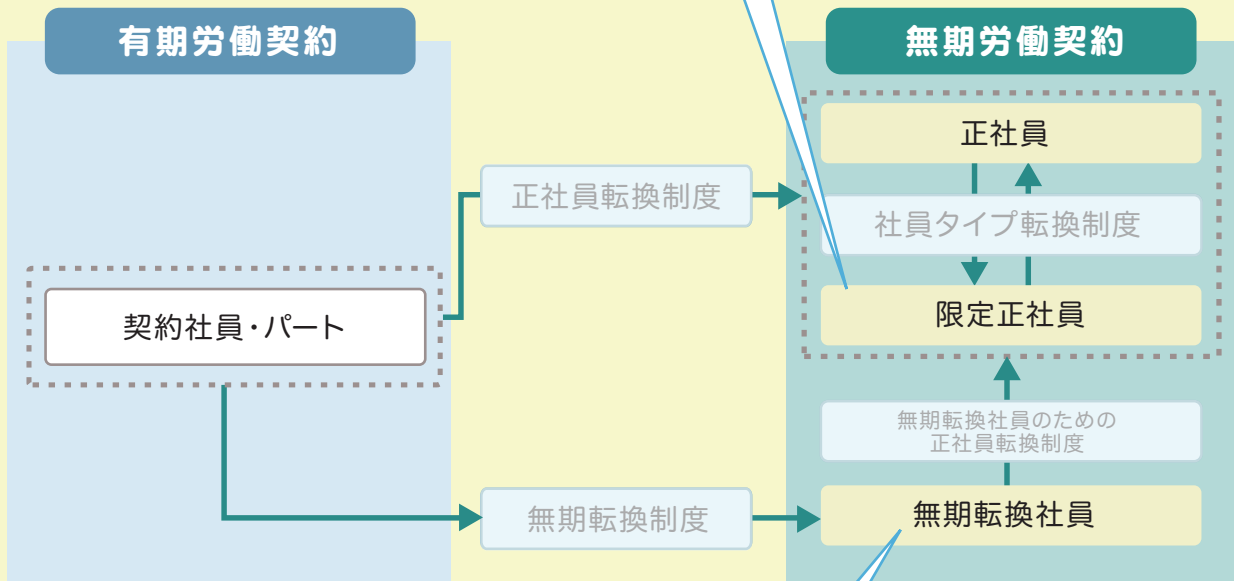 有期労働契約
無期労働契約
正社員
正社員転換制度
社員タイプ転換制度
契約社員・パート
限定正社員
無期転換社員のための
正社員転換制度
無期転換制度
無期転換社員